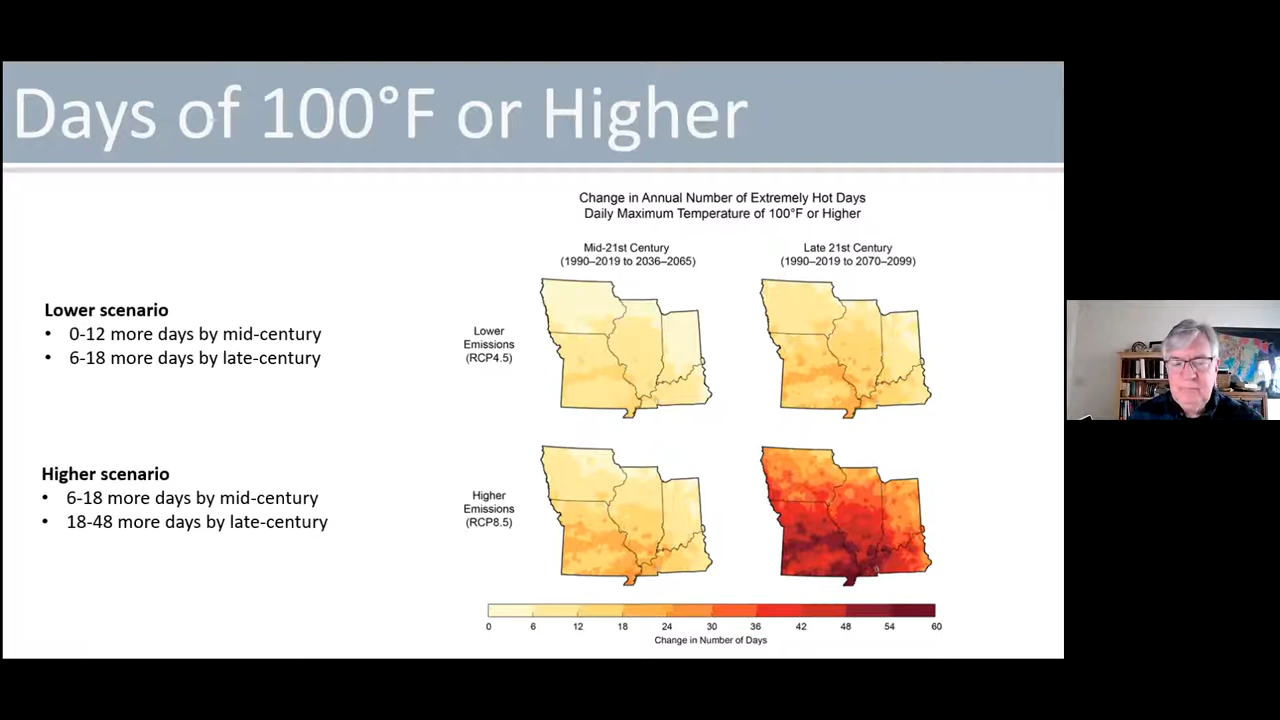 Days of 100°F or Higher
Change in Annual Number of Extremely Hot Days
Daily Maximum Temperature of 100°F or Higher
Mid-21st Century
(1990–2019 to 2036–2065)
Late 21st Century
(1990–2019 to 2070–2099)
Lower scenario
• 0-12 more days by mid-century
• 6-18 more days by late-century
Lower
Emissions
(RCP4.5)
Higher scenario
• 6-18 more days by mid-century
• 18-48 more days by late-century
Higher
Emissions
(RCP8.5)
0 6 12 18 24 30 36 42 48 54 60
Change in Number of Days